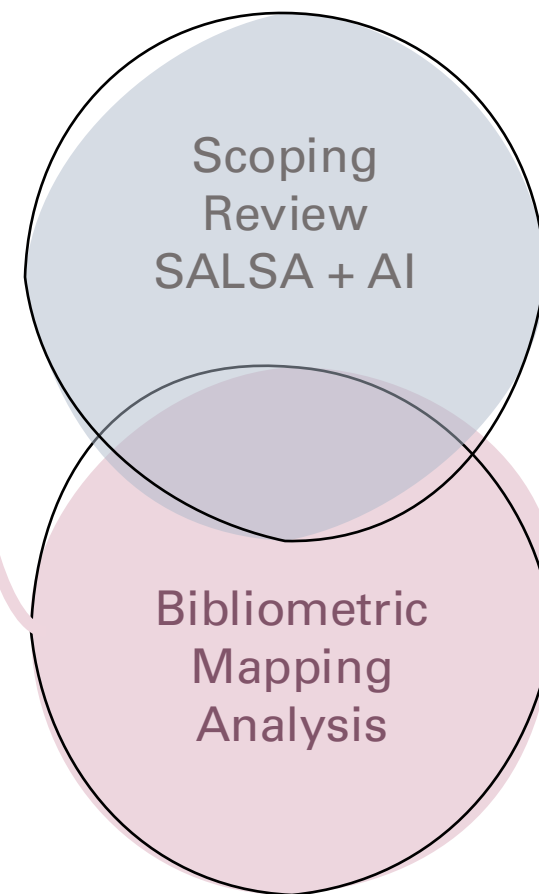 Scoping
Review
SALSA + AI
Bibliometric
Mapping
Analysis